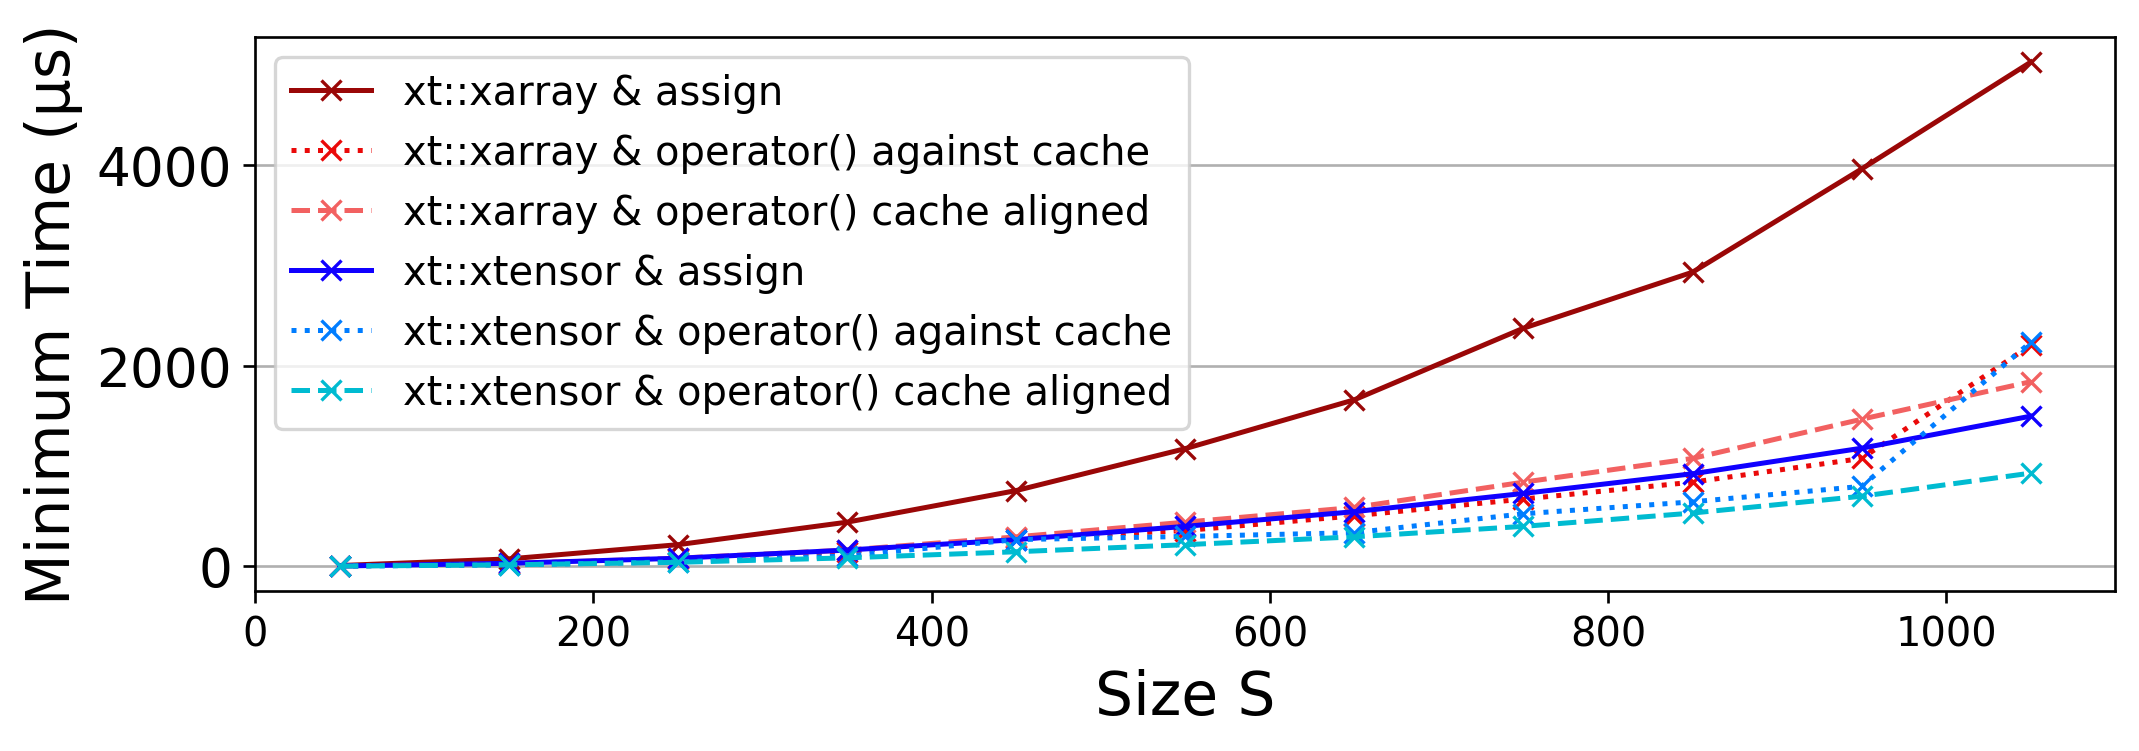 Minimum Time (µs)
4000
2000
0
xt::xarray & assign
xt::xarray & operator() against cache
xt::xarray & operator() cache aligned
xt::xtensor & assign
xt::xtensor & operator() against cache
xt::xtensor & operator() cache aligned
0 200 400 600 800 1000
Size S